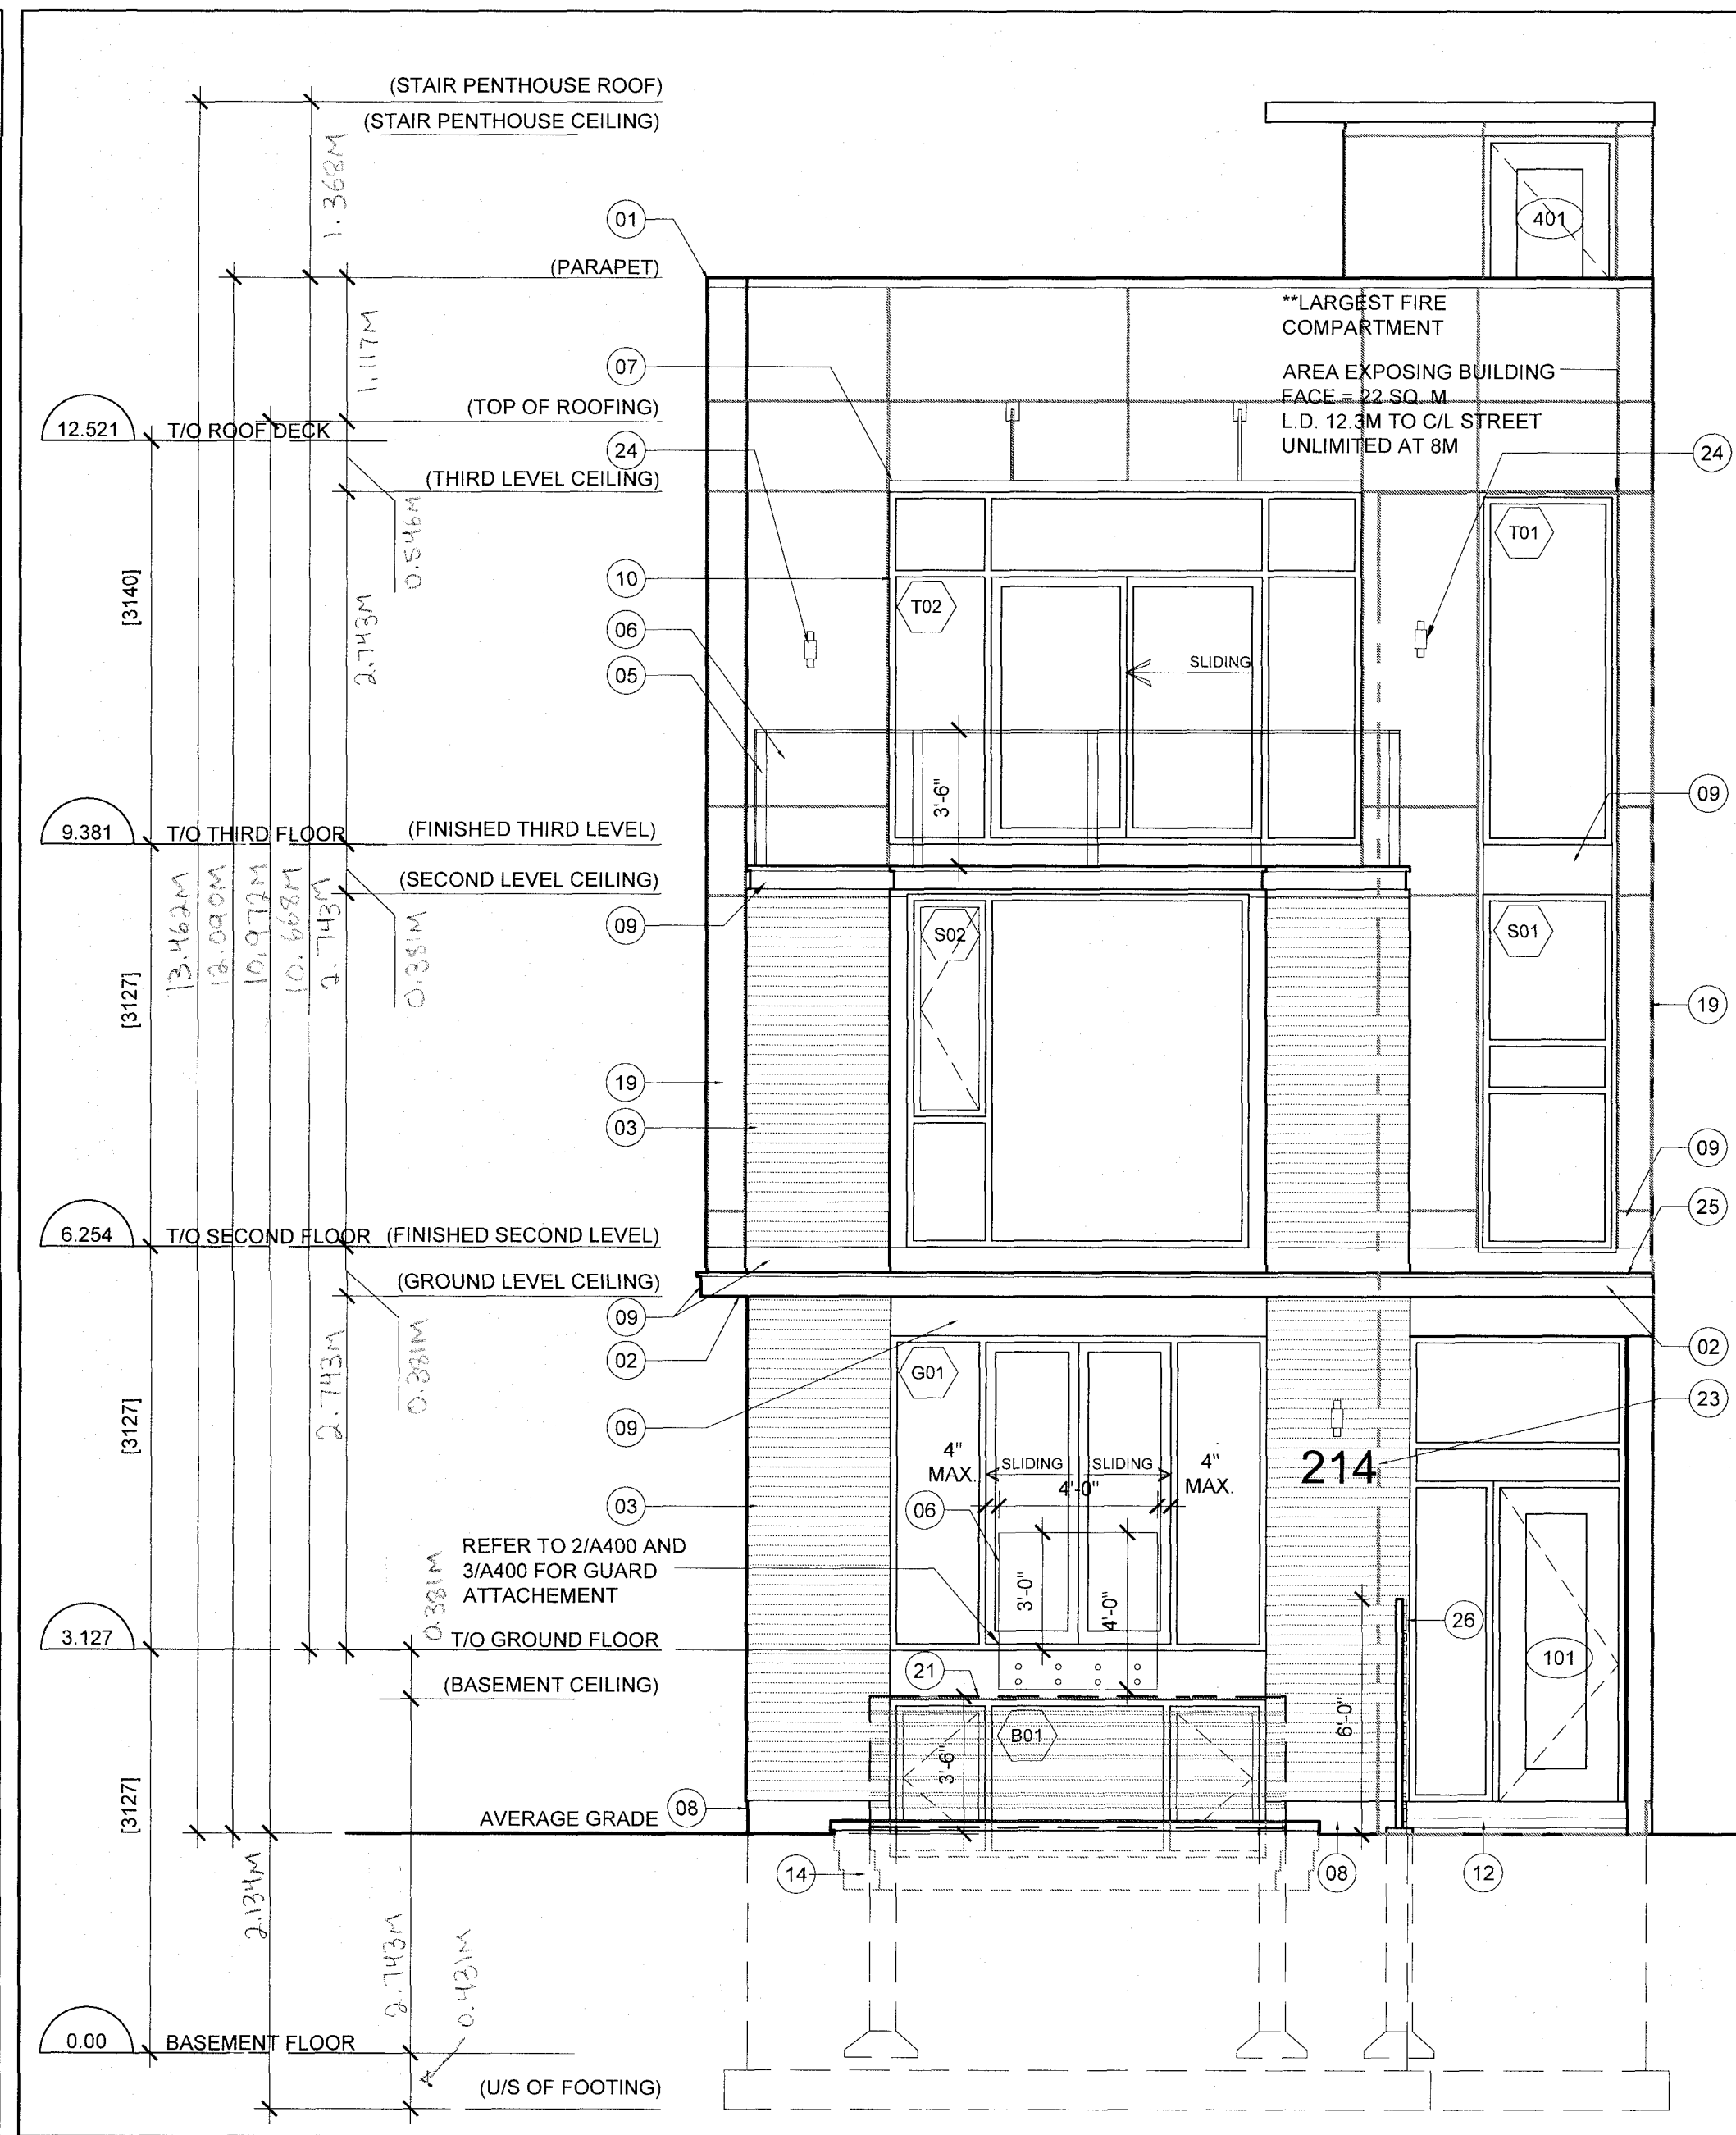 (STAIR PENTHOUSE ROOF)
(STAIR PENTHOUSE CEILING)
1.368M
01
401
(PARAPET)
**LARGEST FIRE
COMPARTMENT
1.117M
07
AREA EXPOSING BUILDING
FACE = 22 SQ. M
L.D. 12.3M TO C/L STREET
UNLIMITED AT 8M
(TOP OF ROOFING)
12.521
T/O ROOF DECK
24
24
(THIRD LEVEL CEILING)
0.546M
T01
[3140]
10
T02
2.743M
06
SLIDING
05
3'-6"
09
9.381
T/O THIRD FLOOR
(FINISHED THIRD LEVEL)
(SECOND LEVEL CEILING)
13.462M
12.090M
10.972M
10.668M
2.743M
0.381M
09
S02
S01
[3127]
19
19
03
09
25
6.254
T/O SECOND FLOOR
(FINISHED SECOND LEVEL)
(GROUND LEVEL CEILING)
09
02
02
2.743M
0.381M
G01
23
[3127]
09
4"
MAX.
SLIDING
SLIDING
4"
MAX.
4'-0"
214
03
06
REFER TO 2/A400 AND
3/A400 FOR GUARD
ATTACHEMENT
3'-0"
4'-0"
0.381M
26
3.127
T/O GROUND FLOOR
101
21
(BASEMENT CEILING)
6'-0"
B01
3'-6"
[3127]
AVERAGE GRADE
08
14
08
12
2.134M
2.743M
0.431M
0.00
BASEMENT FLOOR
(U/S OF FOOTING)